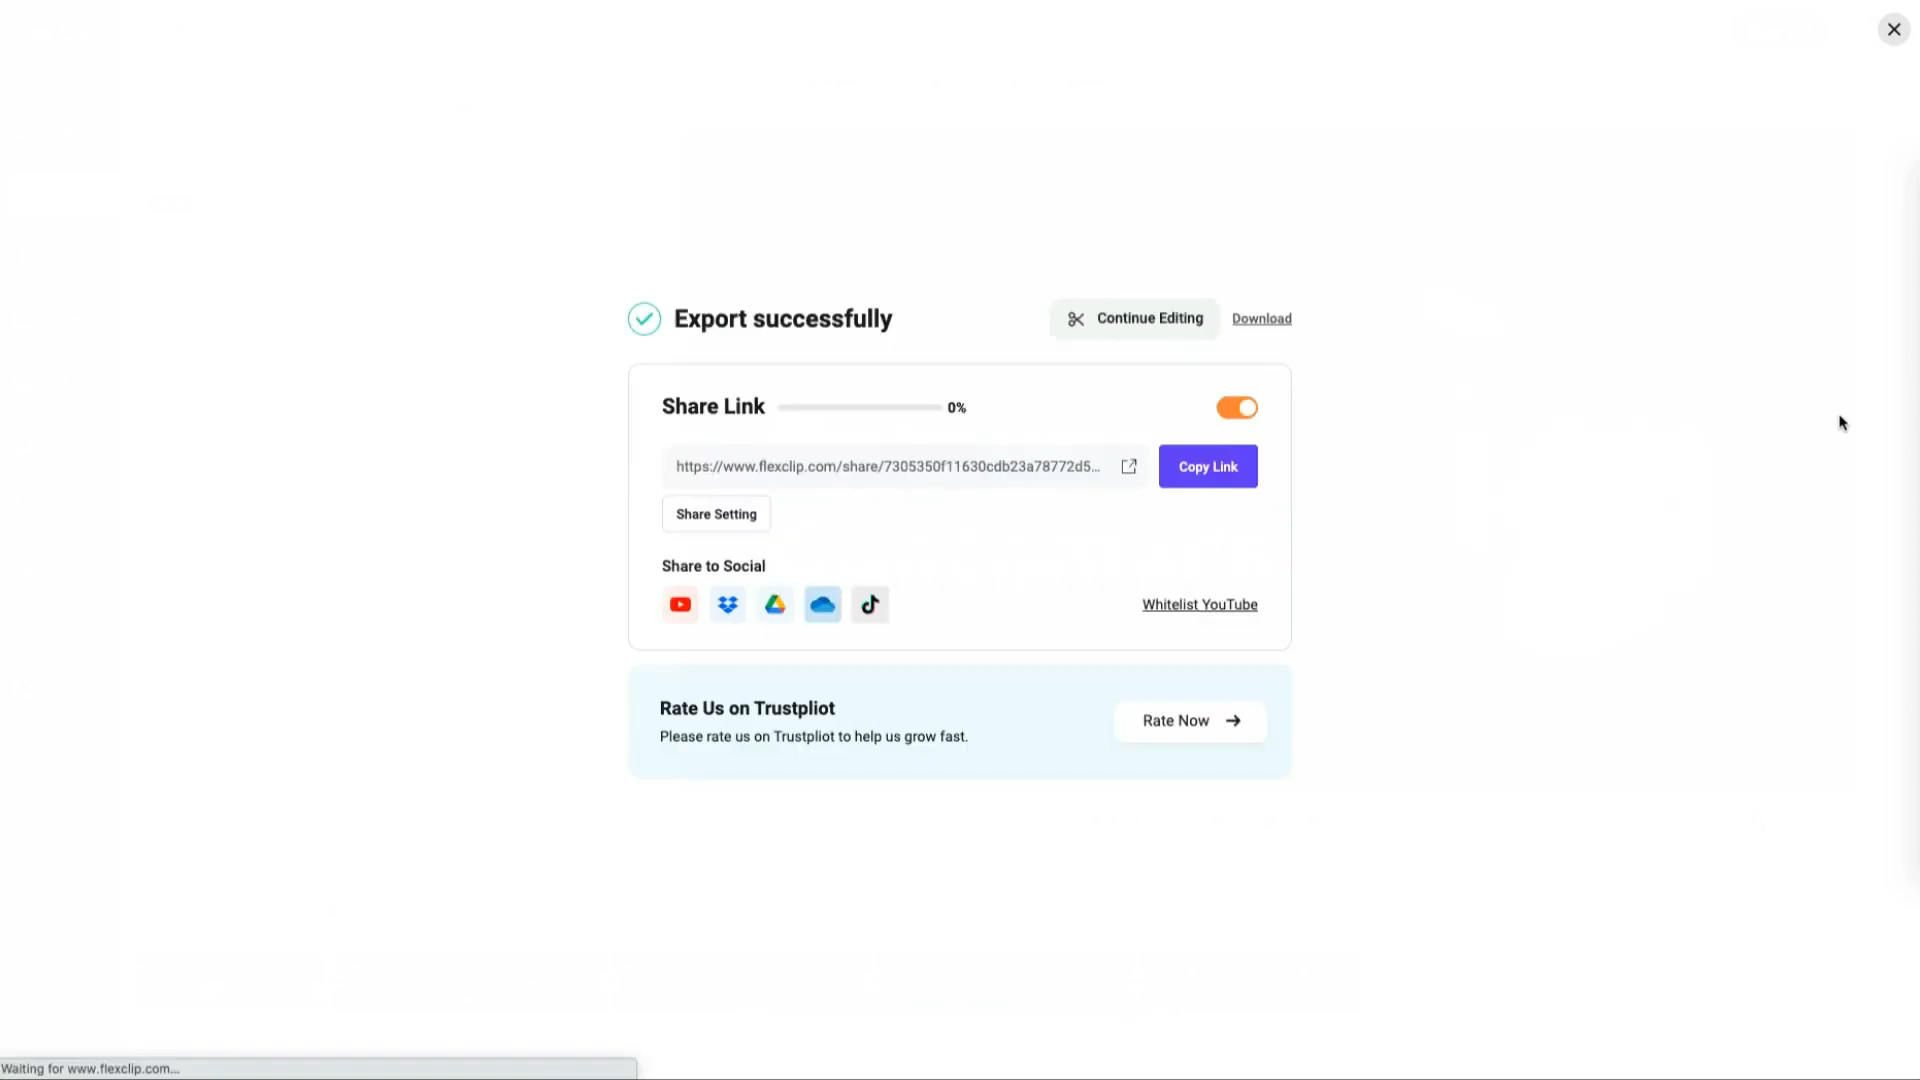 Export successfully
Continue Editing
Download
Share Link
0%
https://www.flexclip.com/share/7305350f11630cdb23a78772d5...
Copy Link
Share Setting
Share to Social
Whitelist YouTube
Rate Us on Trustpliot
Please rate us on Trustpliot to help us grow fast.
Rate Now
Waiting for www.flexclip.com...